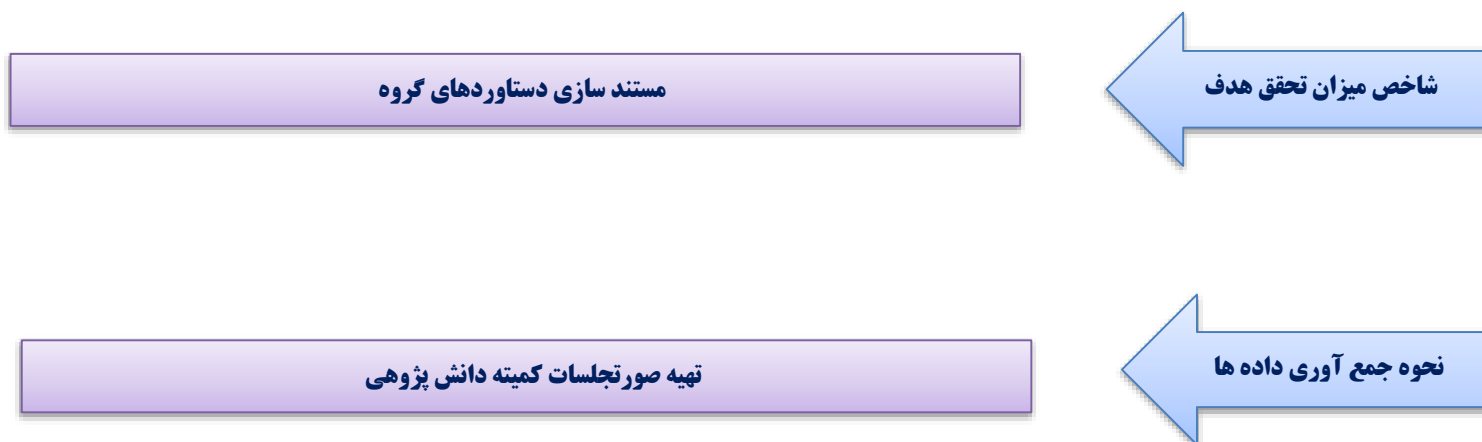 شاخص میزان تحقق هدف
مستند سازی دستاوردهای گروه
نحوه جمع آوری داده ها
تهیه صورتجلسات کمیته دانش پژوهی